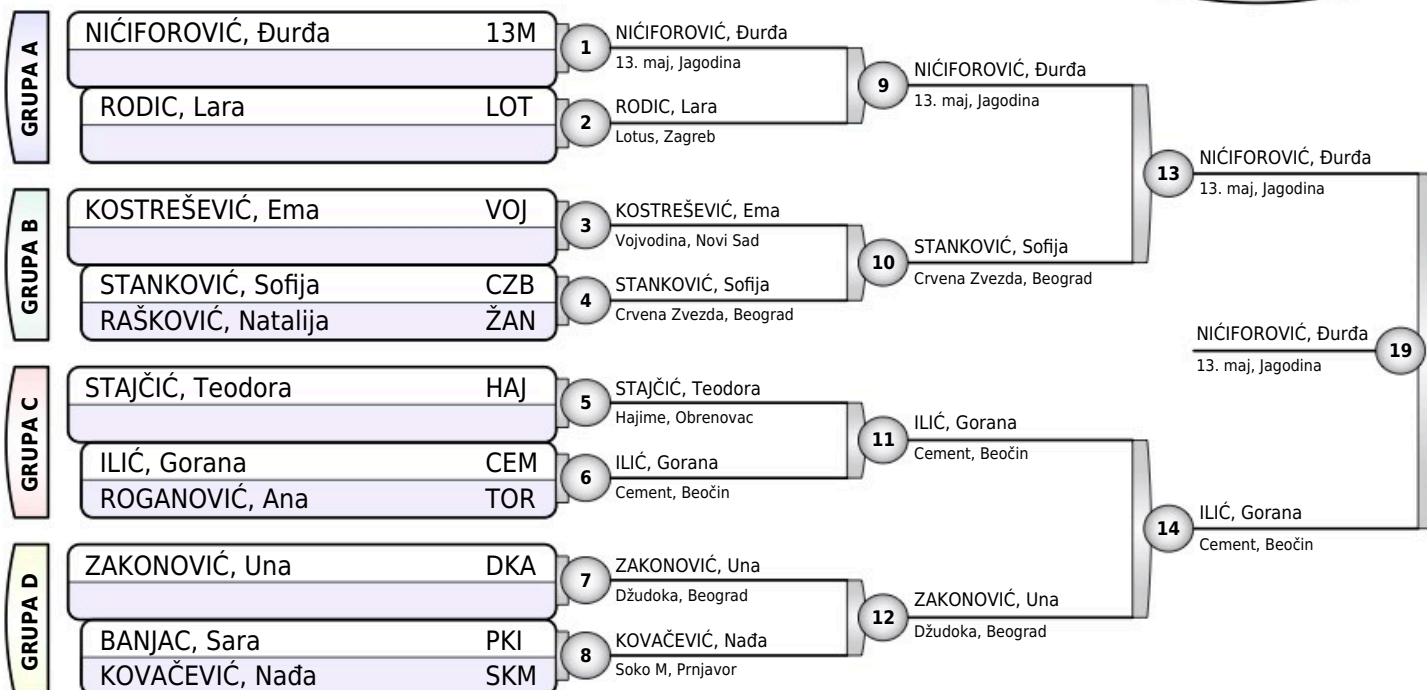 GRUPA A
NIĆIFOROVIĆ, Đurđa 13M
RODIC, Lara LOT
1
NIĆIFOROVIĆ, Đurđa
13. maj, Jagodina
2
RODIC, Lara
Lotus, Zagreb
9
NIĆIFOROVIĆ, Đurđa
13. maj, Jagodina
GRUPA B
KOSTREŠEVIĆ, Ema VOJ
STANKOVIĆ, Sofija CZB
RAŠKOVIĆ, Natalija ŽAN
3
KOSTREŠEVIĆ, Ema
Vojvodina, Novi Sad
4
STANKOVIĆ, Sofija
Crvena Zvezda, Beograd
10
STANKOVIĆ, Sofija
Crvena Zvezda, Beograd
13
NIĆIFOROVIĆ, Đurđa
13. maj, Jagodina
GRUPA C
STAJČIĆ, Teodora HAJ
ILIĆ, Gorana CEM
ROGANOVIĆ, Ana TOR
5
STAJČIĆ, Teodora
Hajime, Obrenovac
6
ILIĆ, Gorana
Cement, Beočin
11
ILIĆ, Gorana
Cement, Beočin
GRUPA D
ZAKONOVIĆ, Una DKA
BANJAC, Sara PKI
KOVAČEVIĆ, Nađa SKM
7
ZAKONOVIĆ, Una
Džudoka, Beograd
8
KOVAČEVIĆ, Nađa
Soko M, Prnjavor
12
ZAKONOVIĆ, Una
Džudoka, Beograd
14
ILIĆ, Gorana
Cement, Beočin
NIĆIFOROVIĆ, Đurđa
13. maj, Jagodina
19